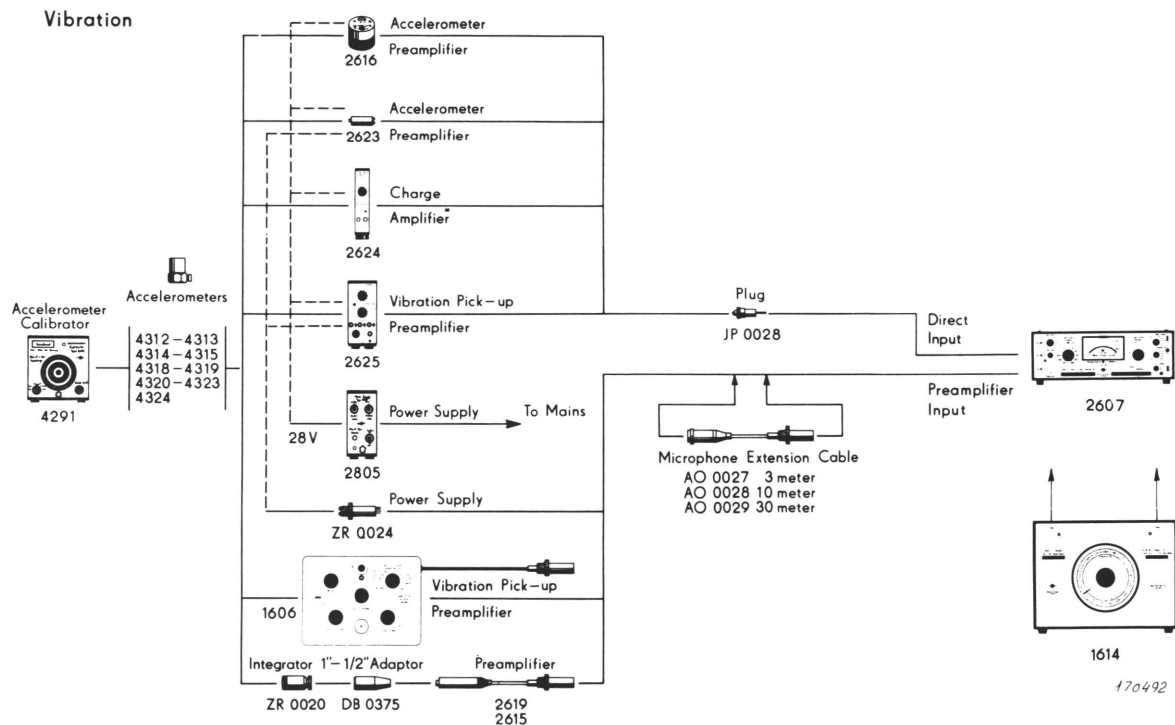 Vibration
Accelerometer
Preamplifier
2616
Accelerometer
Preamplifier
2623
Charge
Amplifier
2624
Accelerometers
Accelerometer
Calibrator
4291
4312-4313
4314-4315
4318-4319
4320-4323
4324
Vibration Pick-up
Preamplifier
2625
Plug
JP 0028
Direct
Input
Preamplifier
Input
2607
28V
Power Supply
To Mains
2805
Microphone Extension Cable
AO 0027 3 meter
AO 0028 10 meter
AO 0029 30 meter
Power Supply
ZR 0024
1606
Vibration Pick-up
Preamplifier
1614
Integrator
1"-1/2" Adaptor
Preamplifier
ZR 0020
DB 0375
2619
2615
170492